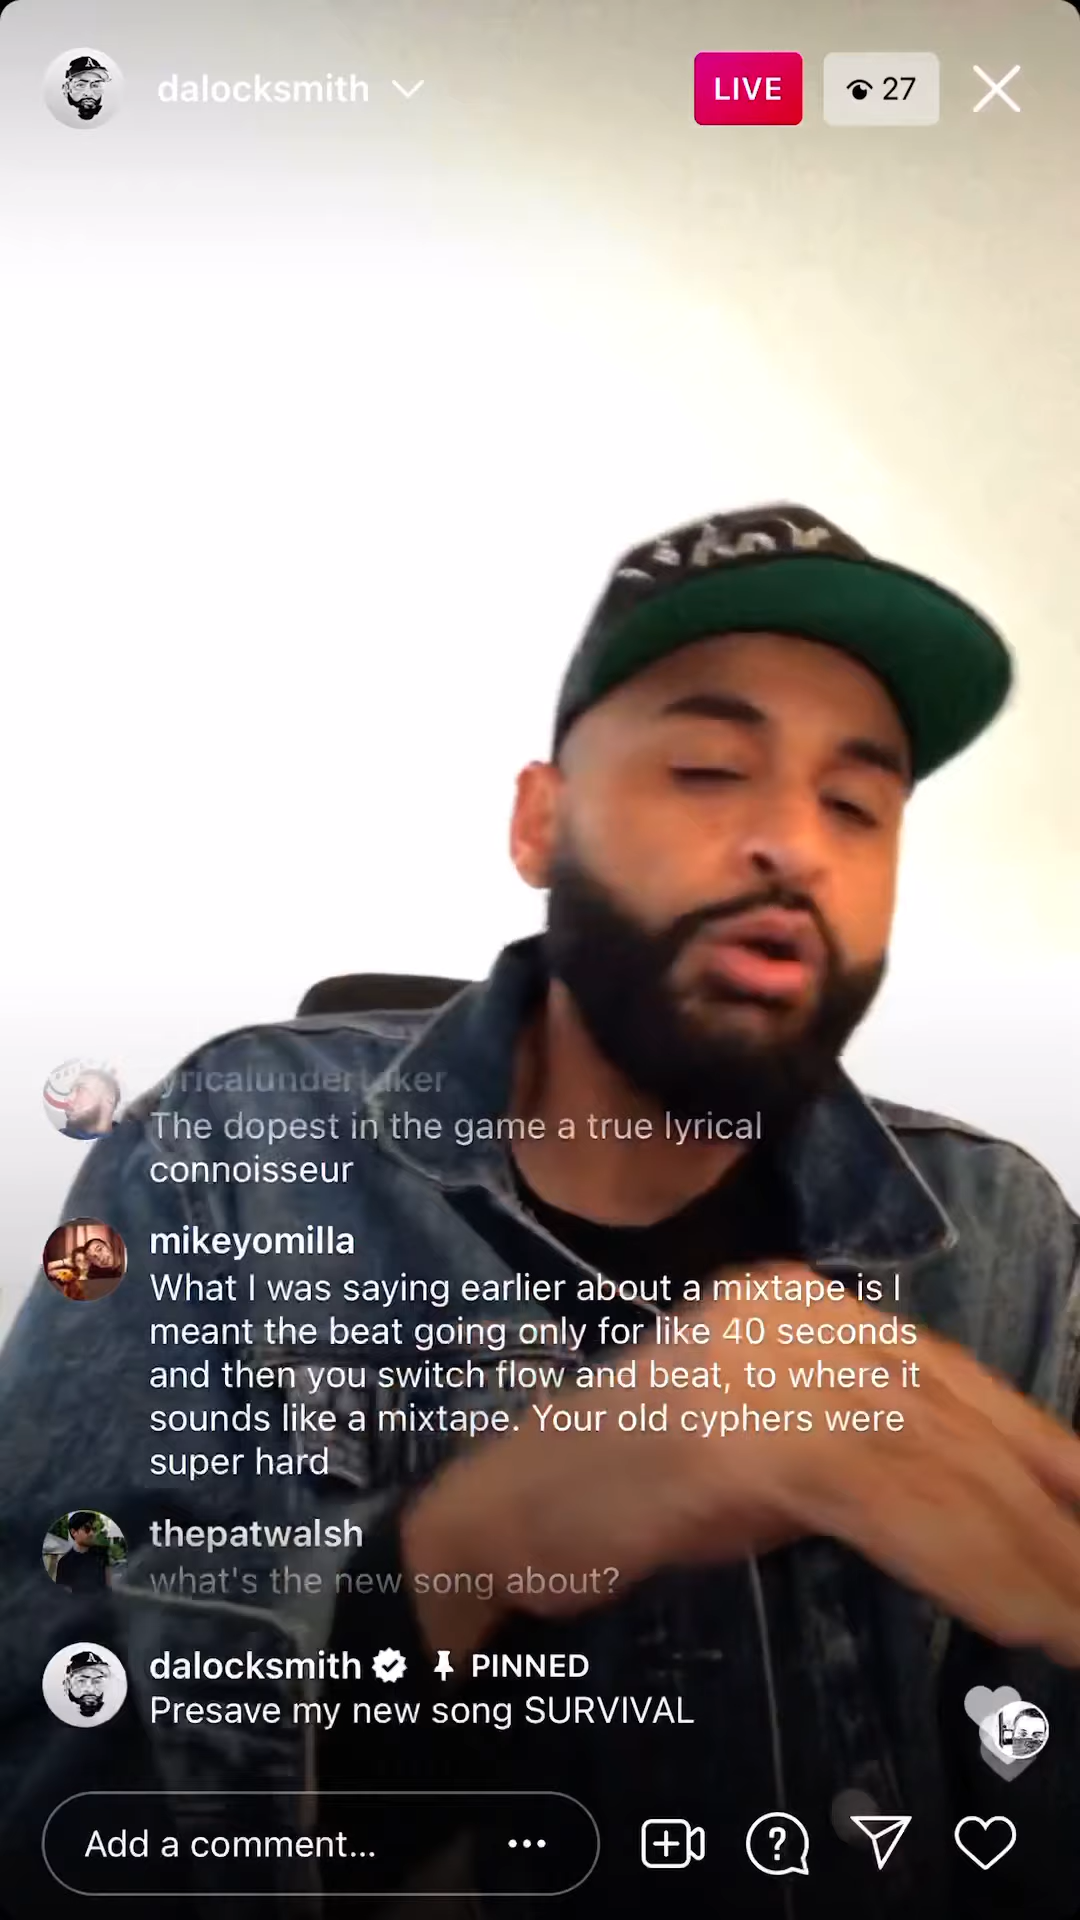 dalocksmith
LIVE
27
lyricalundertaker
The dopest in the game a true lyrical
connoisseur
mikeyomilla
What I was saying earlier about a mixtape is I
meant the beat going only for like 40 seconds
and then you switch flow and beat, to where it
sounds like a mixtape. Your old cyphers were
super hard
thepatwalsh
what's the new song about?
dalocksmith PINNED
Presave my new song SURVIVAL
Add a comment...